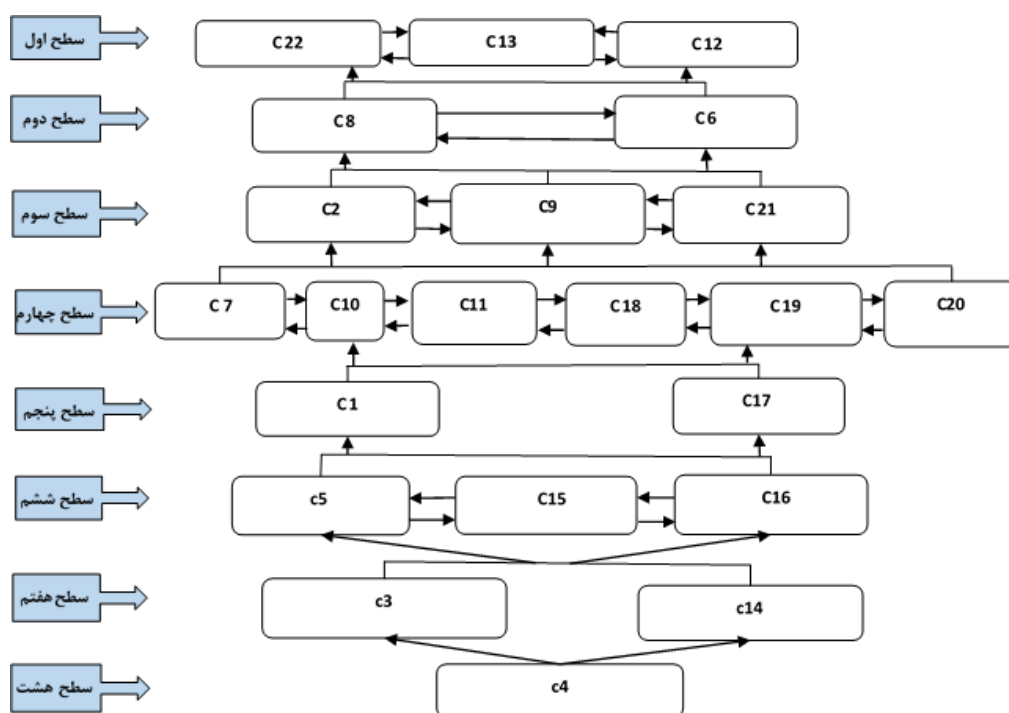 سطح اول
C22
C13
C12
سطح دوم
C8
C6
سطح سوم
C2
C9
C21
سطح چهارم
C7
C10
C11
C18
C19
C20
سطح پنجم
C1
C17
سطح ششم
c5
C15
C16
سطح هفتم
c3
c14
سطح هشت
c4